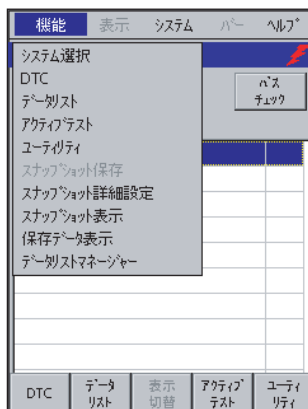 機能 表示 システム バー ヘルプ
システム選択
DTC
データリスト
アクティブテスト
ユーティリティ
スナップショット保存
スナップショット詳細設定
スナップショット表示
保存データ表示
データリストマネージャー
バス
チェック
DTC
データ
リスト
表示
切替
アクティブ
テスト
ユーティ
リティ